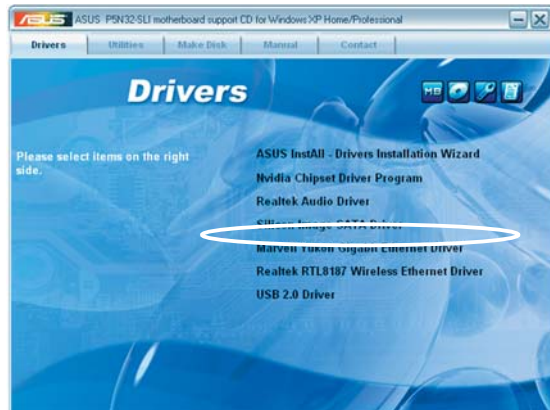 ASUS P5N32-SLI motherboard support CD for Windows XP Home/Professional
Drivers Utilities Make Disk Manual Contact
Drivers
Please select items on the right
side.
ASUS InstAll - Drivers Installation Wizard
Nvidia Chipset Driver Program
Realtek Audio Driver
Silicon Image SATA Driver
Marvell Yukon Gigabit Ethernet Driver
Realtek RTL8187 Wireless Ethernet Driver
USB 2.0 Driver